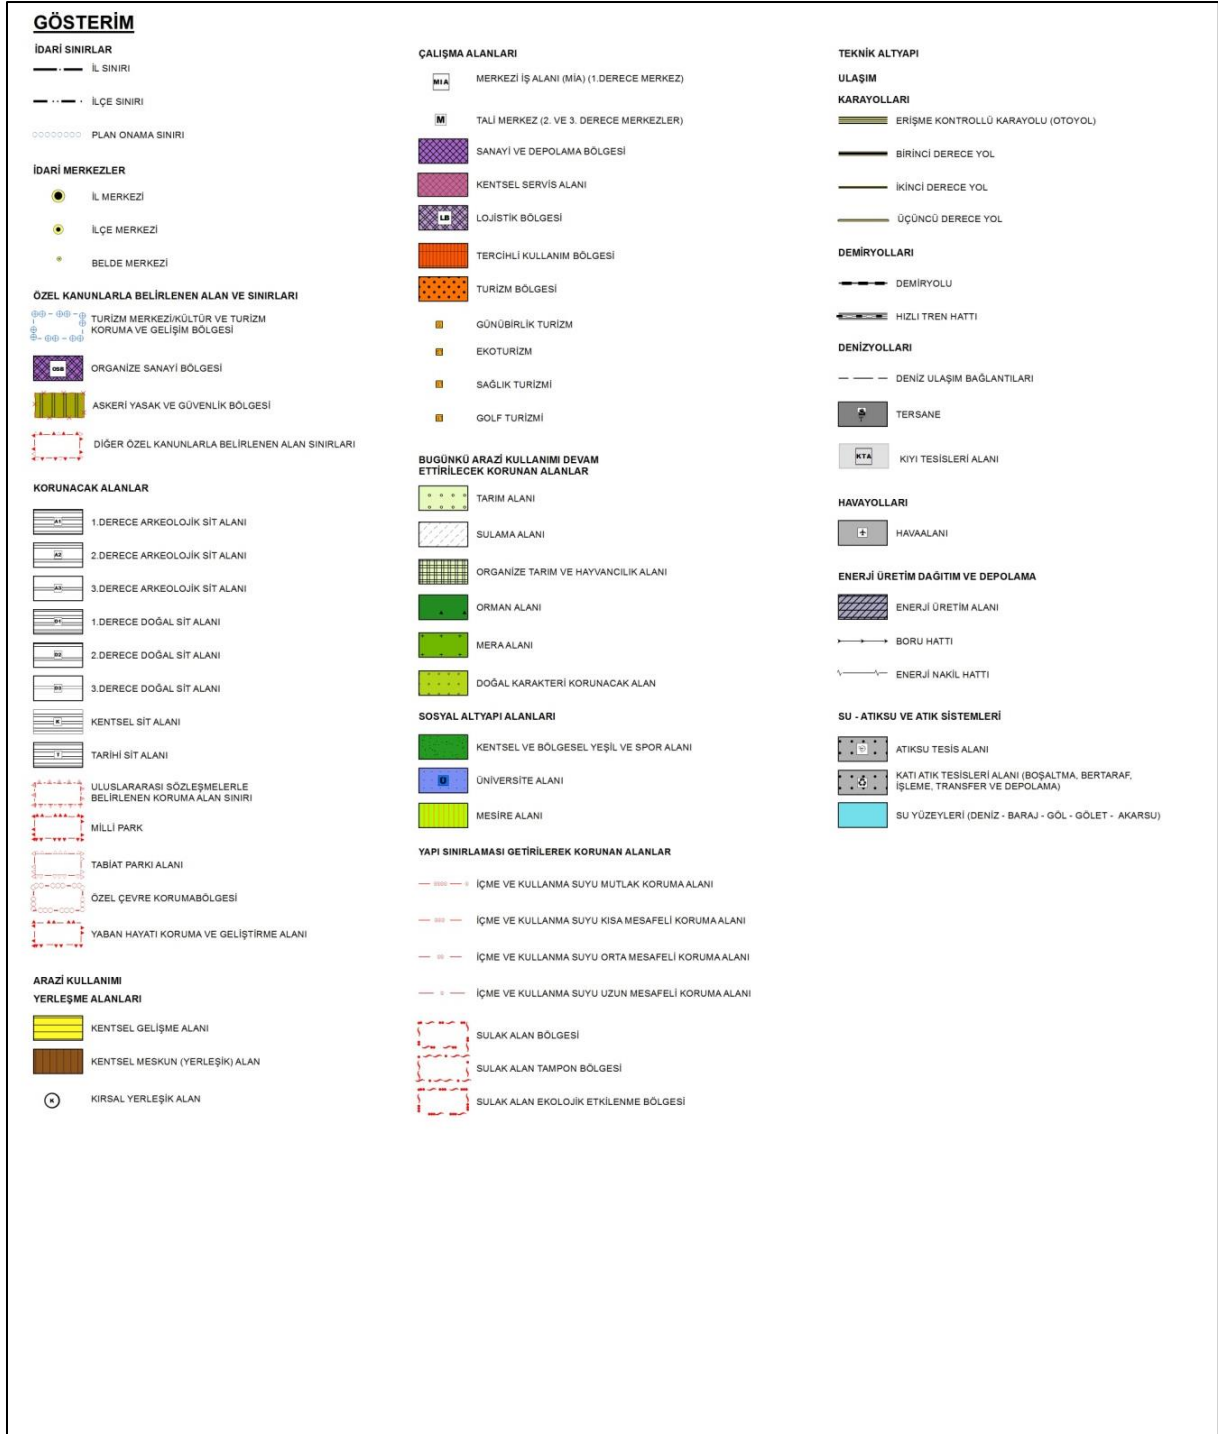 GÖSTERİM
İDARİ SINIRLAR
İL SINIRI
İLÇE SINIRI
PLAN ONAMA SINIRI
İDARİ MERKEZLER
İL MERKEZİ
İLÇE MERKEZİ
BELDE MERKEZİ
ÖZEL KANUNLARLA BELİRLENEN ALAN VE SINIRLARI
TURİZM MERKEZİ/KÜLTÜR VE TURİZM
KORUMA VE GELİŞİM BÖLGESİ
OSB
ORGANİZE SANAYİ BÖLGESİ
ASKERİ YASAK VE GÜVENLİK BÖLGESİ
DİĞER ÖZEL KANUNLARLA BELİRLENEN ALAN SINIRLARI
KORUNACAK ALANLAR
A1
1.DERECE ARKEOLOJİK SİT ALANI
A2
2.DERECE ARKEOLOJİK SİT ALANI
A3
3.DERECE ARKEOLOJİK SİT ALANI
D1
1.DERECE DOĞAL SİT ALANI
D2
2.DERECE DOĞAL SİT ALANI
D3
3.DERECE DOĞAL SİT ALANI
K
KENTSEL SİT ALANI
T
TARİHİ SİT ALANI
ULUSLARARASI SÖZLEŞMELERLE
BELİRLENEN KORUMA ALAN SINIRI
MİLLİ PARK
TABİAT PARKI ALANI
ÖZEL ÇEVRE KORUMABÖLGESİ
YABAN HAYATI KORUMA VE GELİŞTİRME ALANI
ARAZİ KULLANIMI
YERLEŞME ALANLARI
KENTSEL GELİŞME ALANI
KENTSEL MESKUN (YERLEŞİK) ALAN
K
KIRSAL YERLEŞİK ALAN
ÇALIŞMA ALANLARI
MIA
MERKEZİ İŞ ALANI (MİA) (1.DERECE MERKEZ)
M
TALİ MERKEZ (2. VE 3. DERECE MERKEZLER)
SANAYİ VE DEPOLAMA BÖLGESİ
KENTSEL SERVİS ALANI
LB
LOJİSTİK BÖLGESİ
TERCİHLİ KULLANIM BÖLGESİ
TURİZM BÖLGESİ
GÜNÜBİRLİK TURİZM
EKOTURİZM
SAĞLIK TURİZMİ
GOLF TURİZMİ
BUGÜNKÜ ARAZİ KULLANIMI DEVAM
ETTİRİLECEK KORUNAN ALANLAR
TARIM ALANI
SULAMA ALANI
ORGANİZE TARIM VE HAYVANCILIK ALANI
ORMAN ALANI
MERA ALANI
DOĞAL KARAKTERİ KORUNACAK ALAN
SOSYAL ALTYAPI ALANLARI
KENTSEL VE BÖLGESEL YEŞİL VE SPOR ALANI
Ü
ÜNİVERSİTE ALANI
MESİRE ALANI
YAPI SINIRLAMASI GETİRİLEREK KORUNAN ALANLAR
İÇME VE KULLANMA SUYU MUTLAK KORUMA ALANI
İÇME VE KULLANMA SUYU KISA MESAFELİ KORUMA ALANI
İÇME VE KULLANMA SUYU ORTA MESAFELİ KORUMA ALANI
İÇME VE KULLANMA SUYU UZUN MESAFELİ KORUMA ALANI
SULAK ALAN BÖLGESİ
SULAK ALAN TAMPON BÖLGESİ
SULAK ALAN EKOLOJİK ETKİLENME BÖLGESİ
TEKNİK ALTYAPI
ULAŞIM
KARAYOLLARI
ERİŞME KONTROLLÜ KARAYOLU (OTOYOL)
BİRİNCİ DERECE YOL
İKİNCİ DERECE YOL
ÜÇÜNCÜ DERECE YOL
DEMİRYOLLARI
DEMİRYOLU
HIZLI TREN HATTI
DENİZYOLLARI
DENİZ ULAŞIM BAĞLANTILARI
TERSANE
KTA
KIYI TESİSLERİ ALANI
HAVAYOLLARI
HAVAALANI
ENERJİ ÜRETİM DAĞITIM VE DEPOLAMA
ENERJİ ÜRETİM ALANI
BORU HATTI
ENERJİ NAKİL HATTI
SU - ATIKSU VE ATIK SİSTEMLERİ
ATIKSU TESİS ALANI
KATI ATIK TESİSLERİ ALANI (BOŞALTMA, BERTARAF,
İŞLEME, TRANSFER VE DEPOLAMA)
SU YÜZEYLERİ (DENİZ - BARAJ - GÖL - GÖLET - AKARSU)